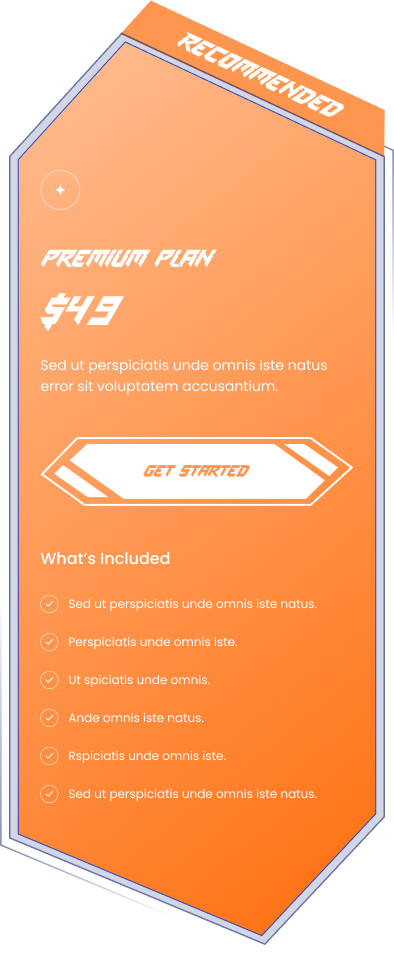 RECOMMENDED
PREMIUM PLAN
$49
Sed ut perspiciatis unde omnis iste natus
error sit voluptatem accusantium.
GET STARTED
What's Included
Sed ut perspiciatis unde omnis iste natus.
Perspiciatis unde omnis iste.
Ut spiciatis unde omnis.
Ande omnis iste natus.
Rspiciatis unde omnis iste.
Sed ut perspiciatis unde omnis iste natus.